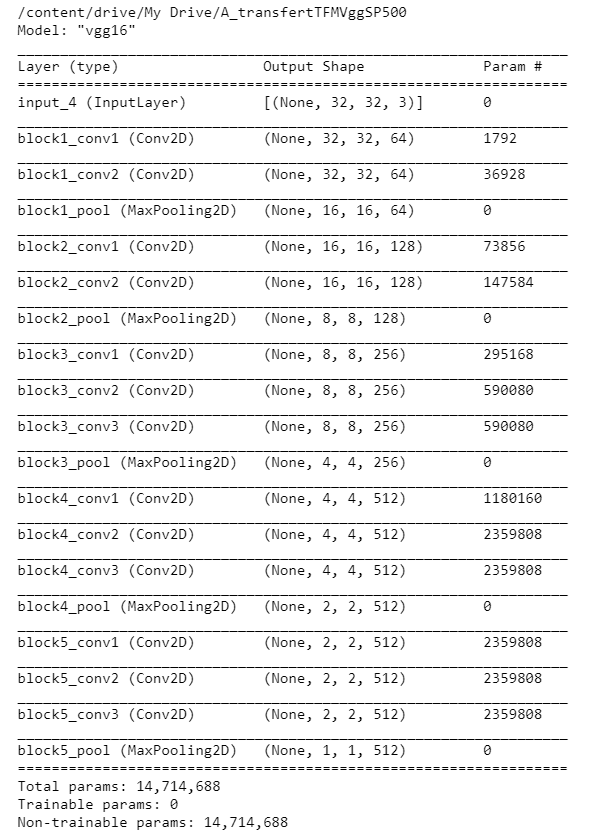 /content/drive/My Drive/A_transfertTFMVggSP500
Model: "vgg16"
_________________________________________________________________
Layer (type)                 Output Shape              Param #
=================================================================
input_4 (InputLayer)         [(None, 32, 32, 3)]       0
_________________________________________________________________
block1_conv1 (Conv2D)        (None, 32, 32, 64)        1792
_________________________________________________________________
block1_conv2 (Conv2D)        (None, 32, 32, 64)        36928
_________________________________________________________________
block1_pool (MaxPooling2D)   (None, 16, 16, 64)        0
_________________________________________________________________
block2_conv1 (Conv2D)        (None, 16, 16, 128)       73856
_________________________________________________________________
block2_conv2 (Conv2D)        (None, 16, 16, 128)       147584
_________________________________________________________________
block2_pool (MaxPooling2D)   (None, 8, 8, 128)         0
_________________________________________________________________
block3_conv1 (Conv2D)        (None, 8, 8, 256)         295168
_________________________________________________________________
block3_conv2 (Conv2D)        (None, 8, 8, 256)         590080
_________________________________________________________________
block3_conv3 (Conv2D)        (None, 8, 8, 256)         590080
_________________________________________________________________
block3_pool (MaxPooling2D)   (None, 4, 4, 256)         0
_________________________________________________________________
block4_conv1 (Conv2D)        (None, 4, 4, 512)         1180160
_________________________________________________________________
block4_conv2 (Conv2D)        (None, 4, 4, 512)         2359808
_________________________________________________________________
block4_conv3 (Conv2D)        (None, 4, 4, 512)         2359808
_________________________________________________________________
block4_pool (MaxPooling2D)   (None, 2, 2, 512)         0
_________________________________________________________________
block5_conv1 (Conv2D)        (None, 2, 2, 512)         2359808
_________________________________________________________________
block5_conv2 (Conv2D)        (None, 2, 2, 512)         2359808
_________________________________________________________________
block5_conv3 (Conv2D)        (None, 2, 2, 512)         2359808
_________________________________________________________________
block5_pool (MaxPooling2D)   (None, 1, 1, 512)         0
=================================================================
Total params: 14,714,688
Trainable params: 0
Non-trainable params: 14,714,688